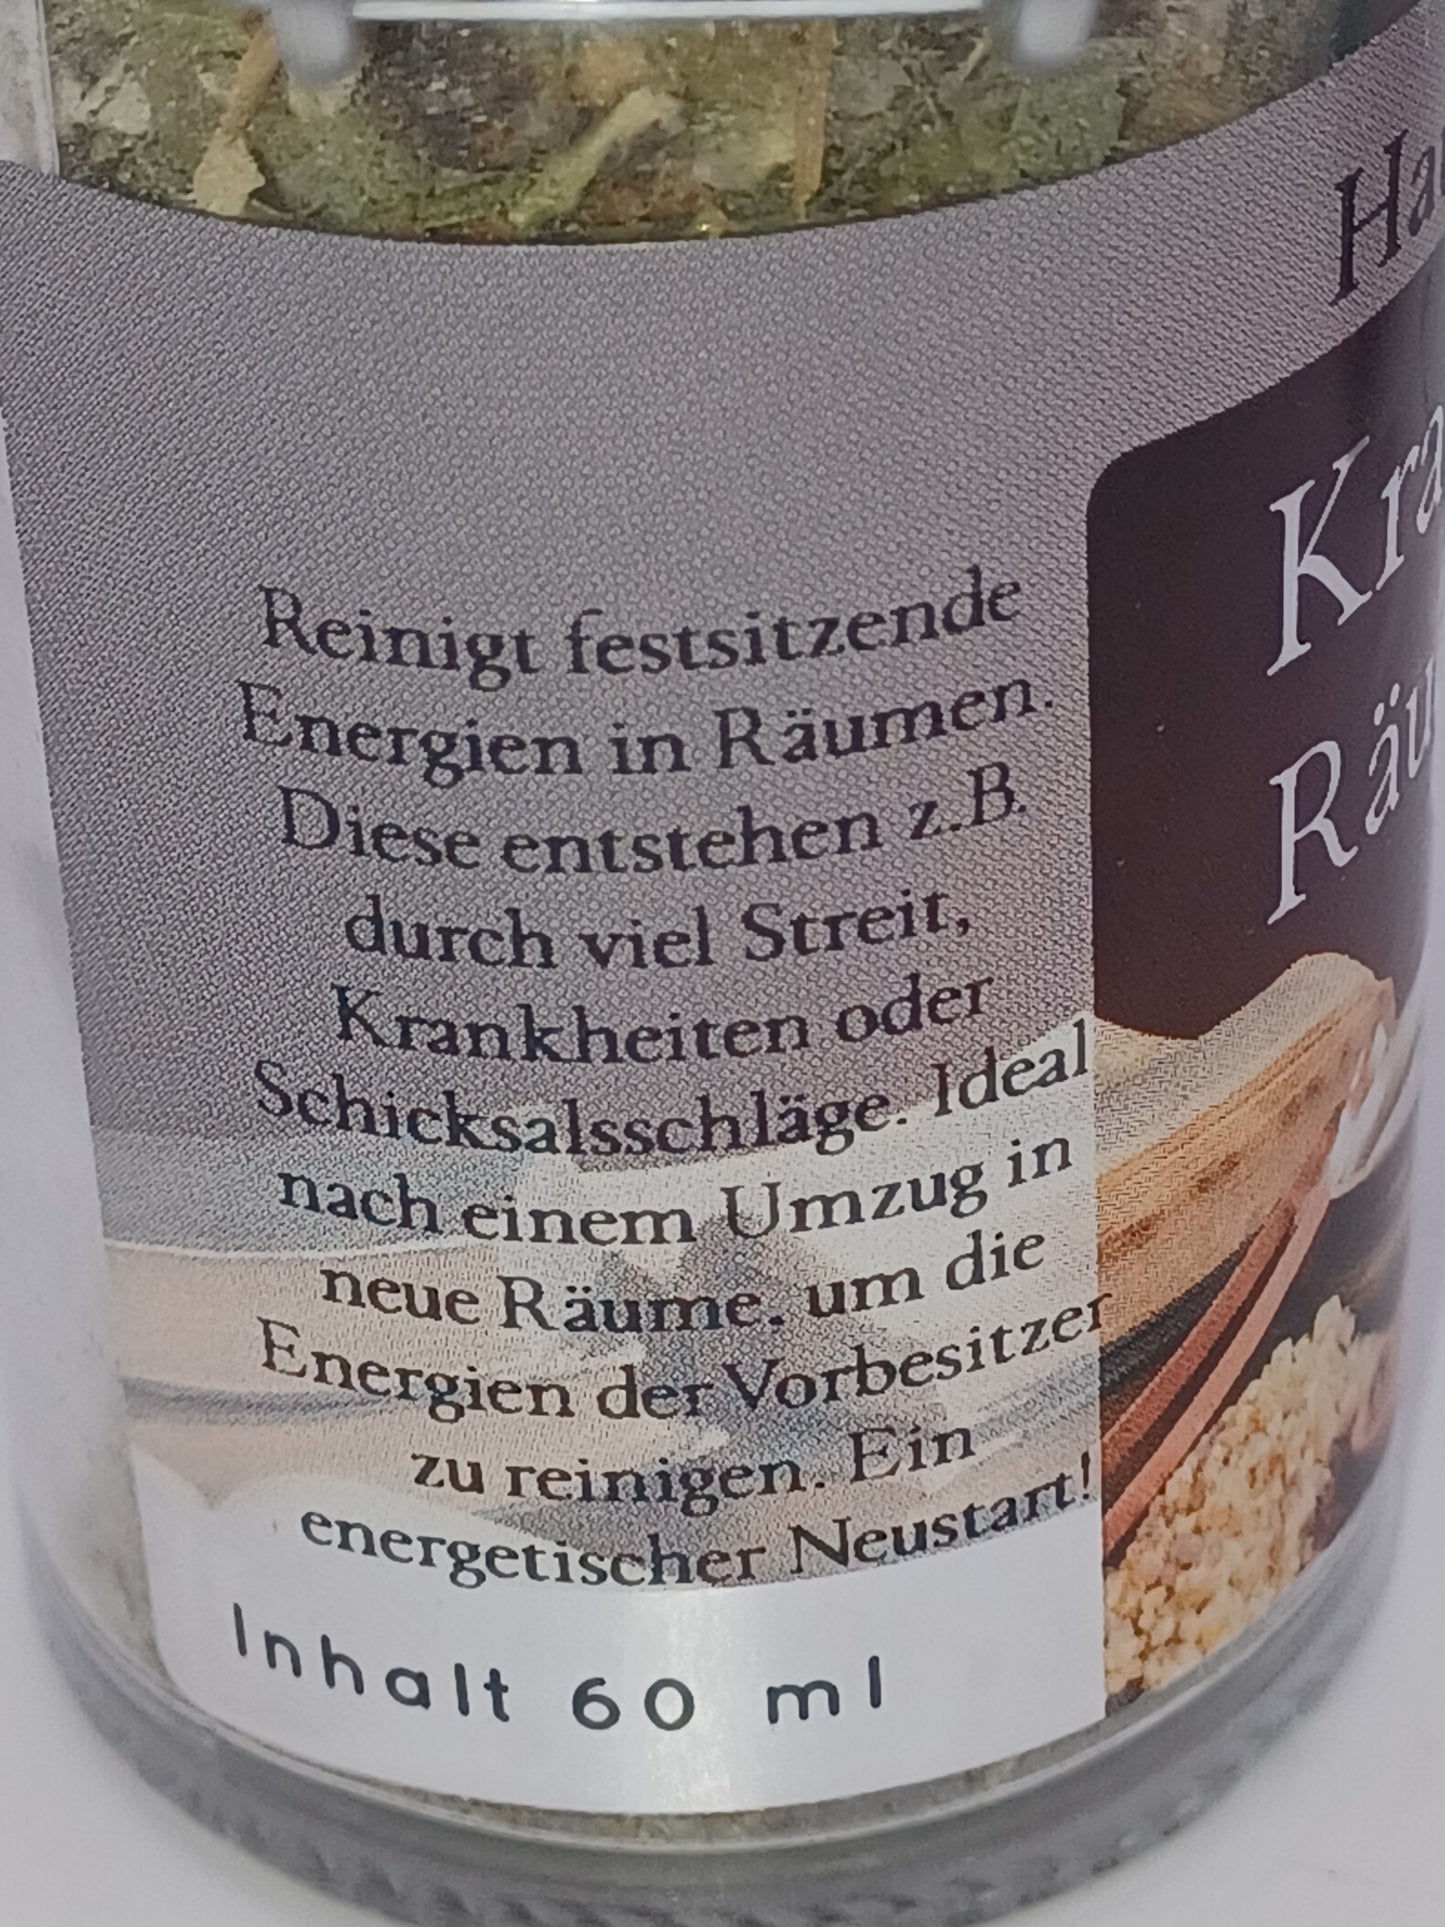 Reinigt festsitzende
Energien in Räumen.
Diese entstehen z.B.
durch viel Streit,
Krankheiten oder
Schicksalsschläge. Ideal
nach einem Umzug in
neue Räume. um die
Energien der Vorbesitzer
zu reinigen. Ein
energetischer Neustart!
Inhalt 60 ml